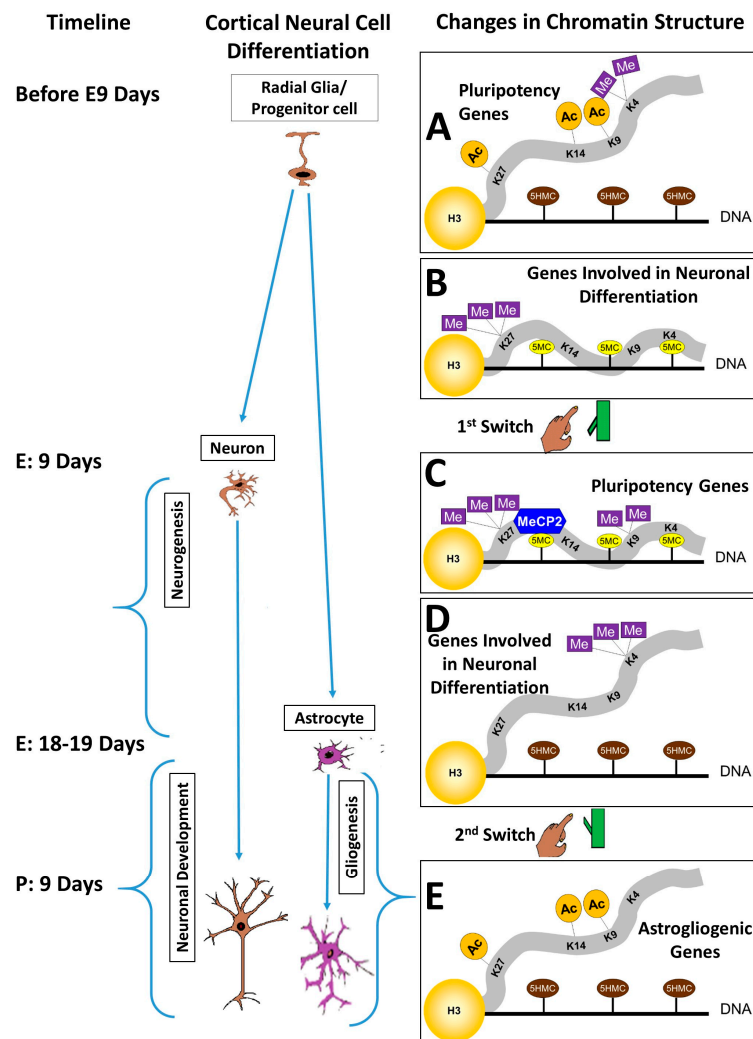 Timeline
Cortical Neural Cell
Differentiation
Changes in Chromatin Structure
Before E9 Days
Radial Glia/
Progenitor cell
E: 9 Days
Neuron
Neurogenesis
E: 18-19 Days
Astrocyte
Neuronal Development
Gliogenesis
P: 9 Days
A
Pluripotency
Genes
Me
Me
Ac
Ac
Ac
K4
K9
K14
K27
5HMC
5HMC
5HMC
H3
DNA
B
Genes Involved in Neuronal
Differentiation
Me
Me
Me
K27
K14
K9
K4
5MC
5MC
5MC
H3
DNA
1st Switch
C
Pluripotency Genes
Me
Me
Me
MeCP2
Me
Me
K27
K14
K9
K4
5MC
5MC
5MC
H3
DNA
D
Genes Involved
in Neuronal
Differentiation
Me
Me
Me
K4
K9
K14
K27
5HMC
5HMC
5HMC
H3
DNA
2nd Switch
E
Astrogliogenic
Genes
Ac
Ac
Ac
K4
K9
K14
K27
5HMC
5HMC
5HMC
H3
DNA